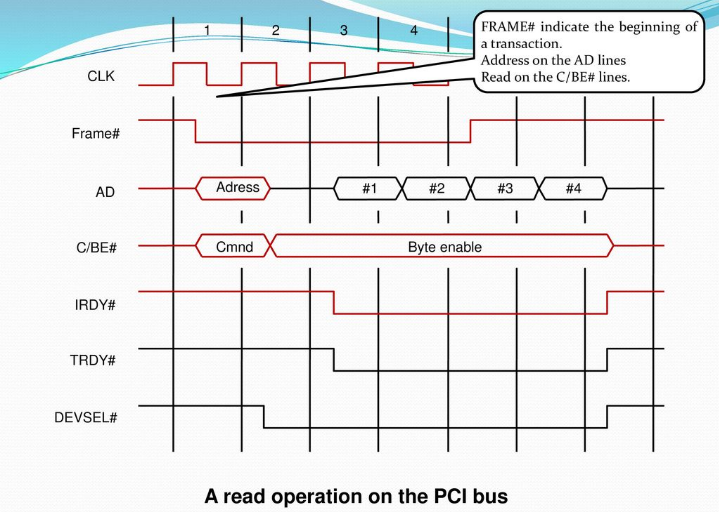 1 2 3 4
FRAME# indicate the beginning of
a transaction.
Address on the AD lines
Read on the C/BE# lines.
CLK
Frame#
AD
Adress #1 #2 #3 #4
C/BE#
Cmnd Byte enable
IRDY#
TRDY#
DEVSEL#
A read operation on the PCI bus